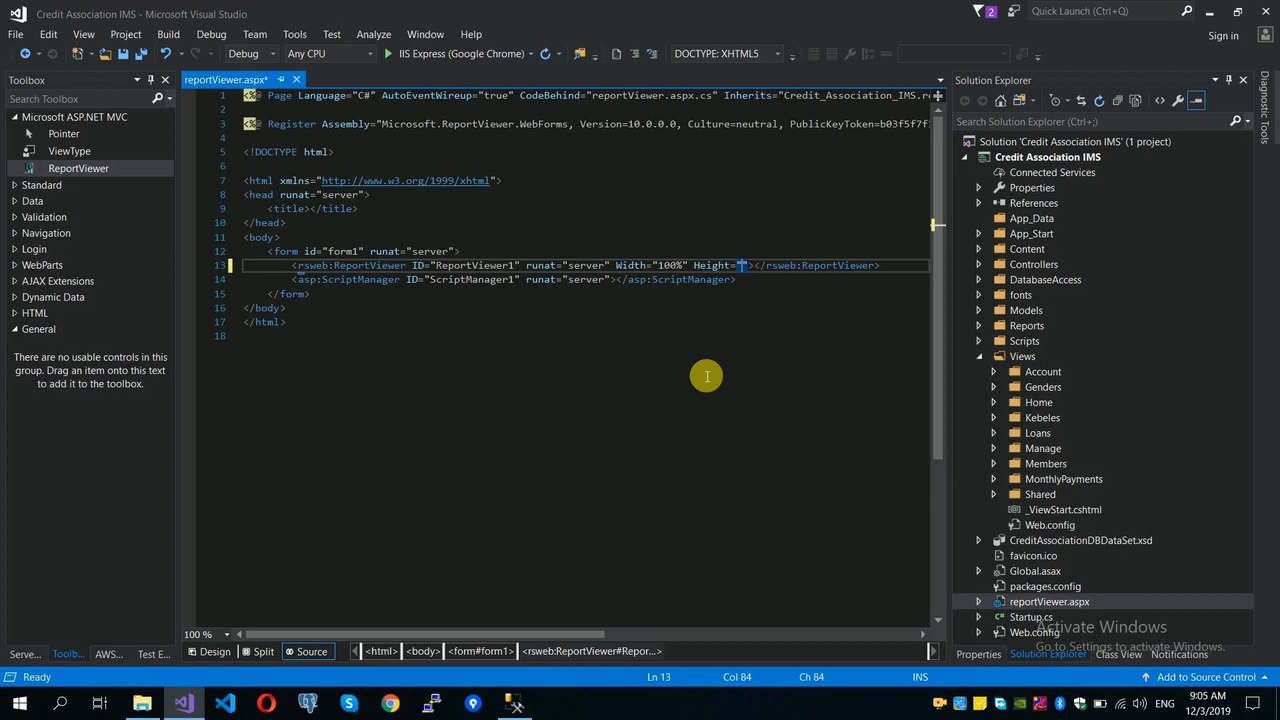 Credit Association IMS - Microsoft Visual Studio
2
Quick Launch (Ctrl+Q)
File Edit View Project Build Debug Team Tools Test Analyze Window Help
Sign in
Debug Any CPU IIS Express (Google Chrome) DOCTYPE: XHTML5
Toolbox
Search Toolbox
Microsoft ASP.NET MVC
Pointer
ViewType
ReportViewer
Standard
Data
Validation
Navigation
Login
WebParts
AJAX Extensions
Dynamic Data
HTML
General
There are no usable controls in this
group. Drag an item onto this text
to add it to the toolbox.
Serve... Toolb... AWS... Test E...
reportViewer.aspx*
1 <%@ Page Language="C#" AutoEventWireup="true" CodeBehind="reportViewer.aspx.cs" Inherits="Credit_Association_IMS.re
2
3 <%@ Register Assembly="Microsoft.ReportViewer.WebForms, Version=10.0.0.0, Culture=neutral, PublicKeyToken=b03f5f7f
4
5 <!DOCTYPE html>
6
7 <html xmlns="http://www.w3.org/1999/xhtml">
8 <head runat="server">
9 <title></title>
10 </head>
11 <body>
12 <form id="form1" runat="server">
13 <rsweb:ReportViewer ID="ReportViewer1" runat="server" Width="100%" Height=""></rsweb:ReportViewer>
14 <asp:ScriptManager ID="ScriptManager1" runat="server"></asp:ScriptManager>
15 </form>
16 </body>
17 </html>
18
100 %
Design Split Source <html> <body> <form#form1> <rsweb:ReportViewer#Repor...>
Solution Explorer
Search Solution Explorer (Ctrl+;)
Solution 'Credit Association IMS' (1 project)
Credit Association IMS
Connected Services
Properties
References
App_Data
App_Start
Content
Controllers
DatabaseAccess
fonts
Models
Reports
Scripts
Views
Account
Genders
Home
Kebeles
Loans
Manage
Members
MonthlyPayments
Shared
_ViewStart.cshtml
Web.config
CreditAssociationDBDataSet.xsd
favicon.ico
Global.asax
packages.config
reportViewer.aspx
Startup.cs
Web.config
Activate Windows
Go to Settings to activate Windows.
Properties Solution Explorer Class View Notifications
Diagnostic Tools
Ready Ln 13 Col 84 Ch 84 INS Add to Source Control
9:05 AM
12/3/2019